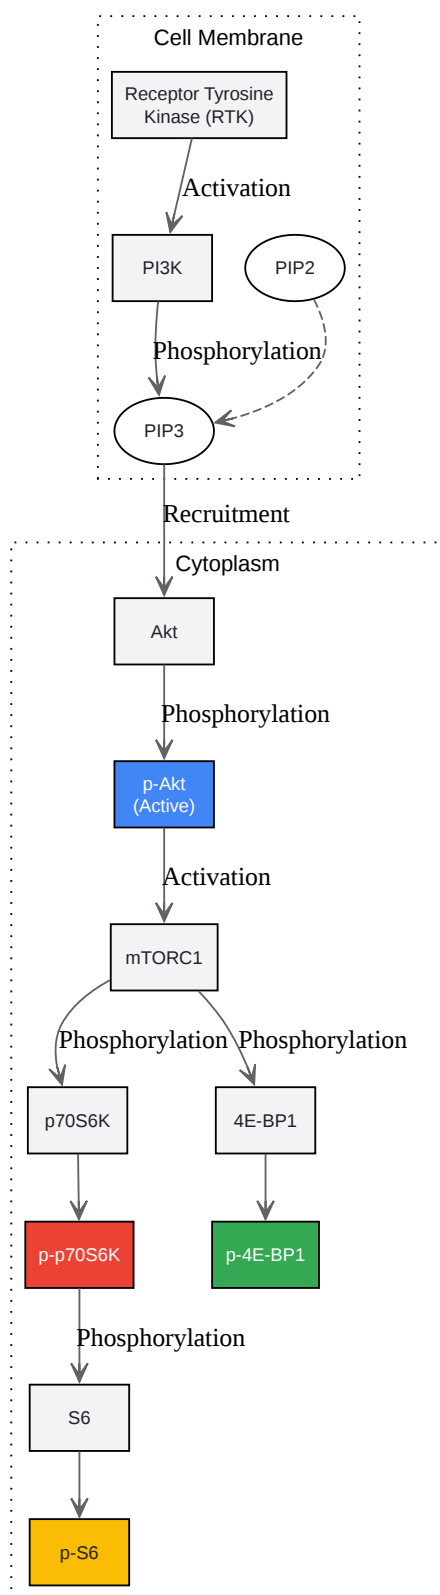 Cell Membrane
Receptor Tyrosine
Kinase (RTK)
Activation
PI3K
PIP2
Phosphorylation
PIP3
Recruitment
Cytoplasm
Akt
Phosphorylation
p-Akt
(Active)
Activation
mTORC1
Phosphorylation
Phosphorylation
p70S6K
4E-BP1
p-p70S6K
p-4E-BP1
Phosphorylation
S6
p-S6